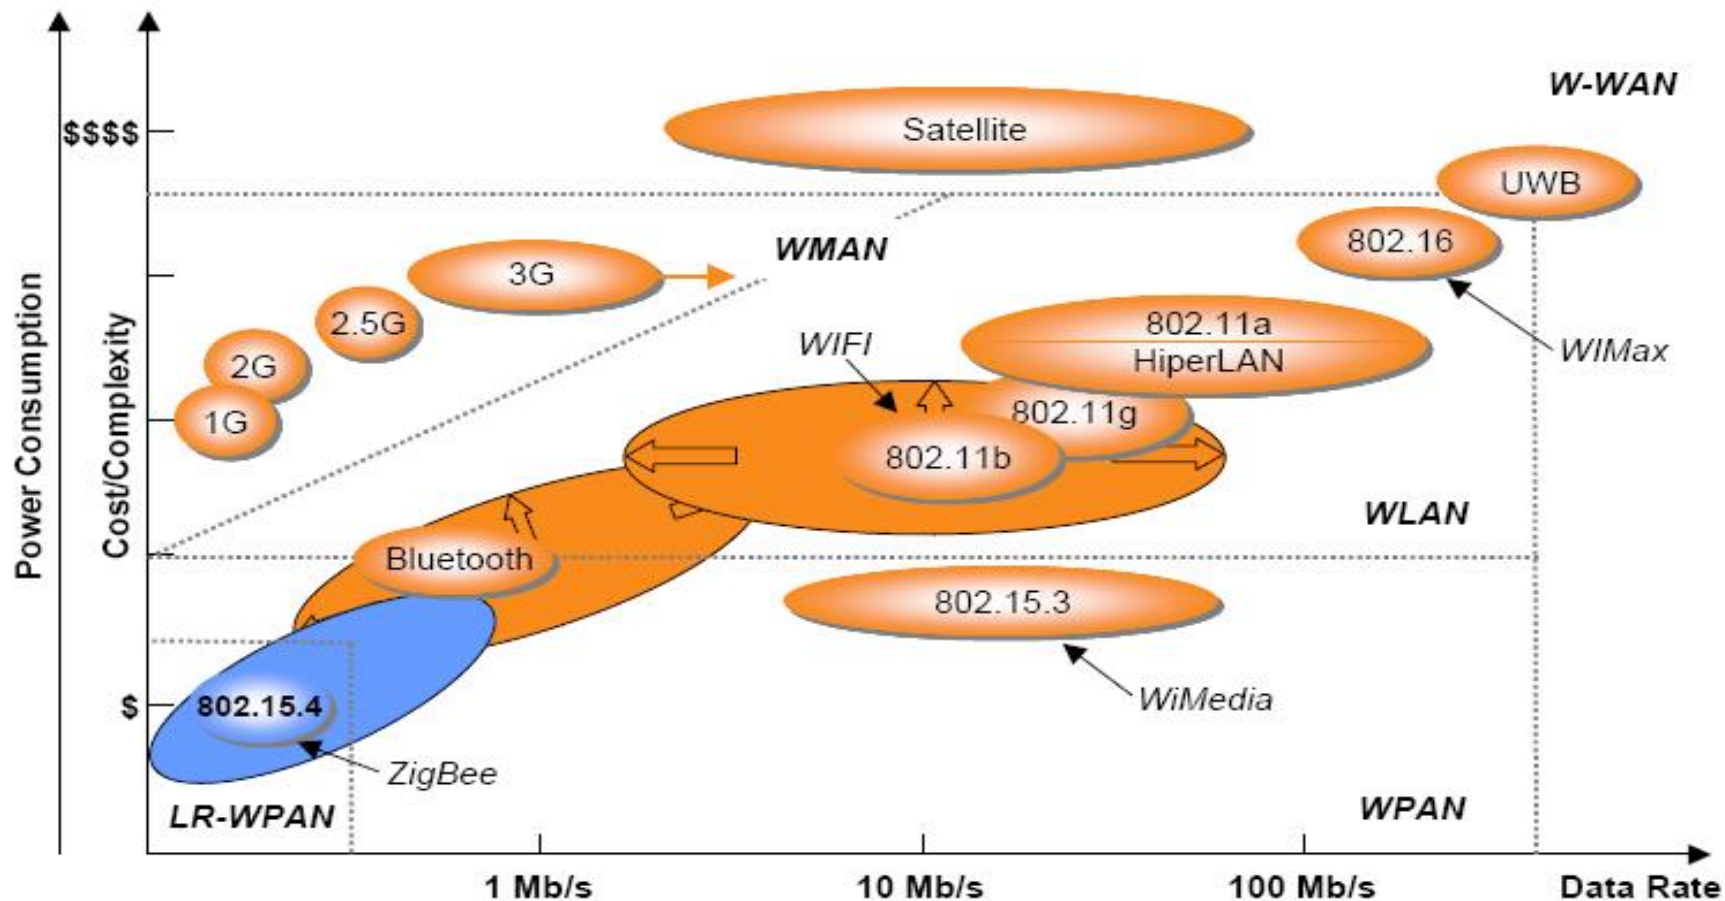 W-WAN
$$$$
Satellite
UWB
802.16
WMAN
3G
2.5G
802.11a
HiperLAN
WIFI
WIMax
2G
1G
802.11g
802.11b
WLAN
Power Consumption
Cost/Complexity
Bluetooth
802.15.3
WiMedia
$
802.15.4
ZigBee
LR-WPAN
WPAN
1 Mb/s
10 Mb/s
100 Mb/s
Data Rate